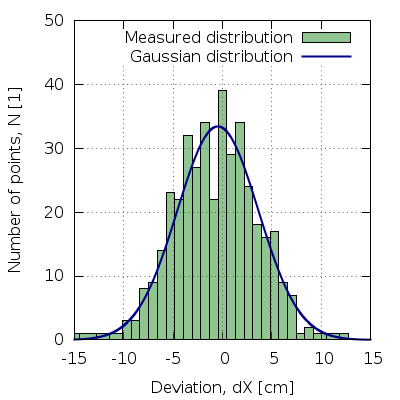 Measured distribution
Gaussian distribution
50
40
30
20
10
0
Number of points, N [1]
-15 -10 -5 0 5 10 15
Deviation, dX [cm]